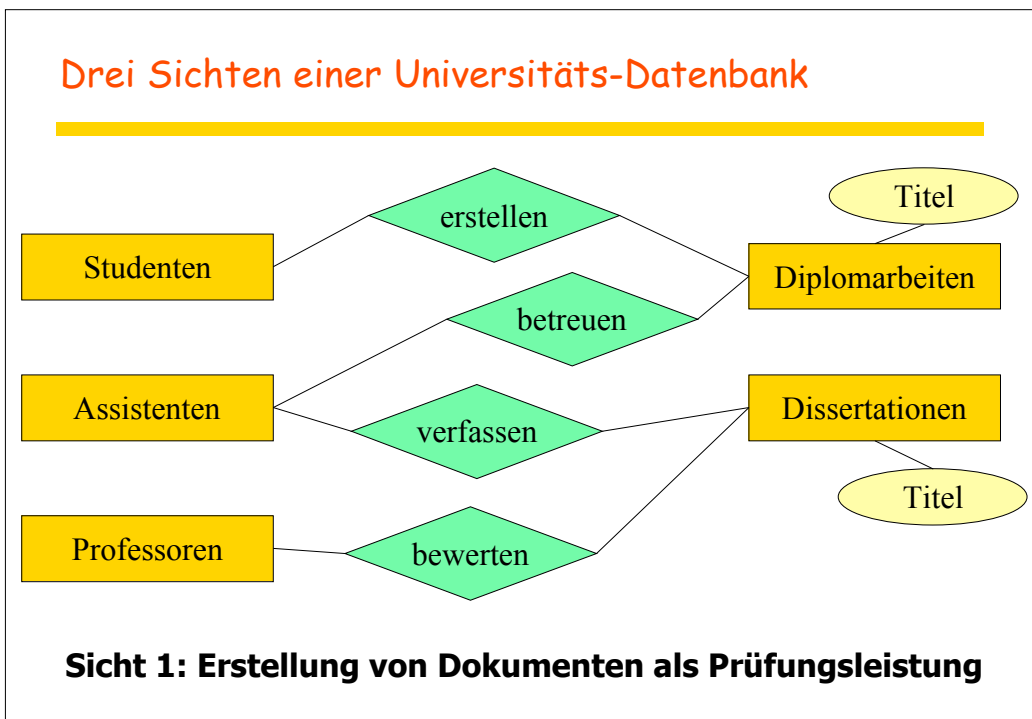 Drei Sichten einer Universitäts-Datenbank
Titel
erstellen
Studenten
Diplomarbeiten
betreuen
Assistenten
Dissertationen
verfassen
Titel
Professoren
bewerten
Sicht 1: Erstellung von Dokumenten als Prüfungsleistung